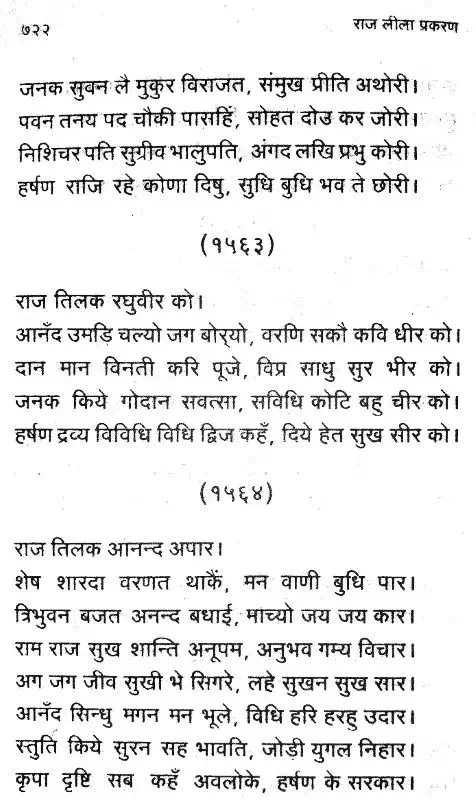 ७२२
राज लीला प्रकरण
जनक सुवन लै मुकुर विराजत, संमुख प्रीति अथोरी।
पवन तनय पद चौकी पासहिं, सोहत दोउ कर जोरी।
निशिचर पति सुग्रीव भालुपति, अंगद लखि प्रभु कोरी।
हर्षण राजि रहे कोणा दिषु, सुधि बुधि भव ते छोरी।
(१५६३)
राज तिलक रघुवीर को।
आनँद उमड़ि चल्यो जग बोर्‌यो, वरणि सकौ कवि धीर को।
दान मान विनती करि पूजे, विप्र साधु सुर भीर को।
जनक किये गोदान सवत्सा, सविधि कोटि बहु चीर को।
हर्षण द्रव्य विविधि विधि द्विज कहँ, दिये हेत सुख सीर को।
(१५६४)
राज तिलक आनन्द अपार।
शेष शारदा वरणत थाकैं, मन वाणी बुधि पार।
त्रिभुवन बजत अनन्द बधाई, माच्यो जय जय कार।
राम राज सुख शान्ति अनूपम, अनुभव गम्य विचार।
अग जग जीव सुखी भे सिगरे, लहे सुखन सुख सार।
आनँद सिन्धु मगन मन भूले, विधि हरि हरहु उदार।
स्तुति किये सुरन सह भावति, जोड़ी युगल निहार।
कृपा दृष्टि सब कहँ अवलोके, हर्षण के सरकार।